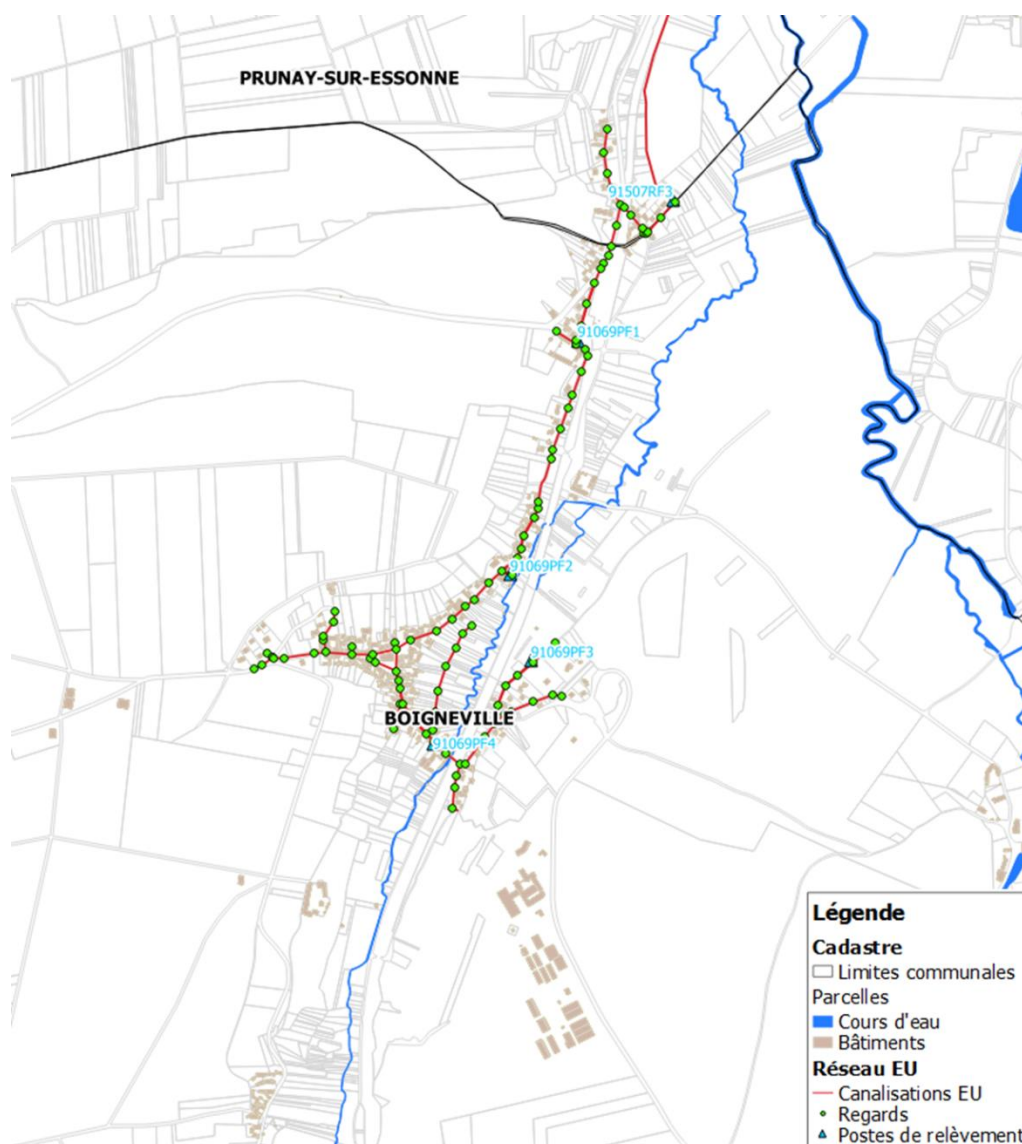 PRUNAY-SUR-ESSONNE
91507RF3
91069PF1
91069PF2
91069PF3
BOIGNEVILLE
91069PF4
Légende
Cadastre
Limites communales
Parcelles
Cours d'eau
Bâtiments
Réseau EU
Canalisations EU
Regards
Postes de relèvement